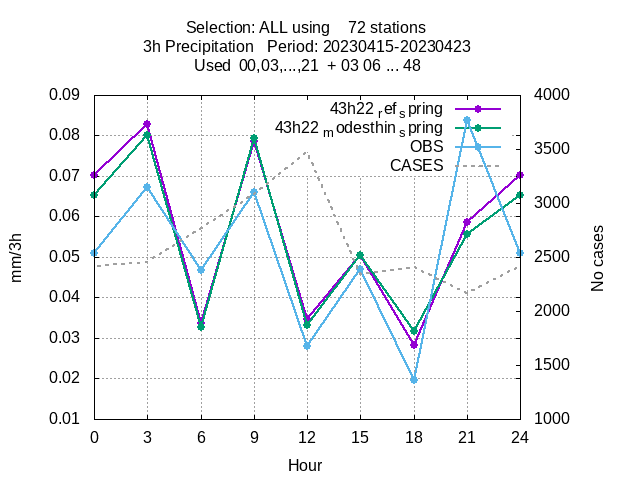 Selection: ALL using 72 stations
3h Precipitation Period: 20230415-20230423
Used 00,03,...,21 + 03 06 ... 48
0.09
0.08
0.07
0.06
0.05
0.04
0.03
0.02
0.01
4000
3500
3000
2500
2000
1500
1000
43h22 ref spring
43h22 modesthin spring
OBS
CASES
mm/3h
No cases
0 3 6 9 12 15 18 21 24
Hour